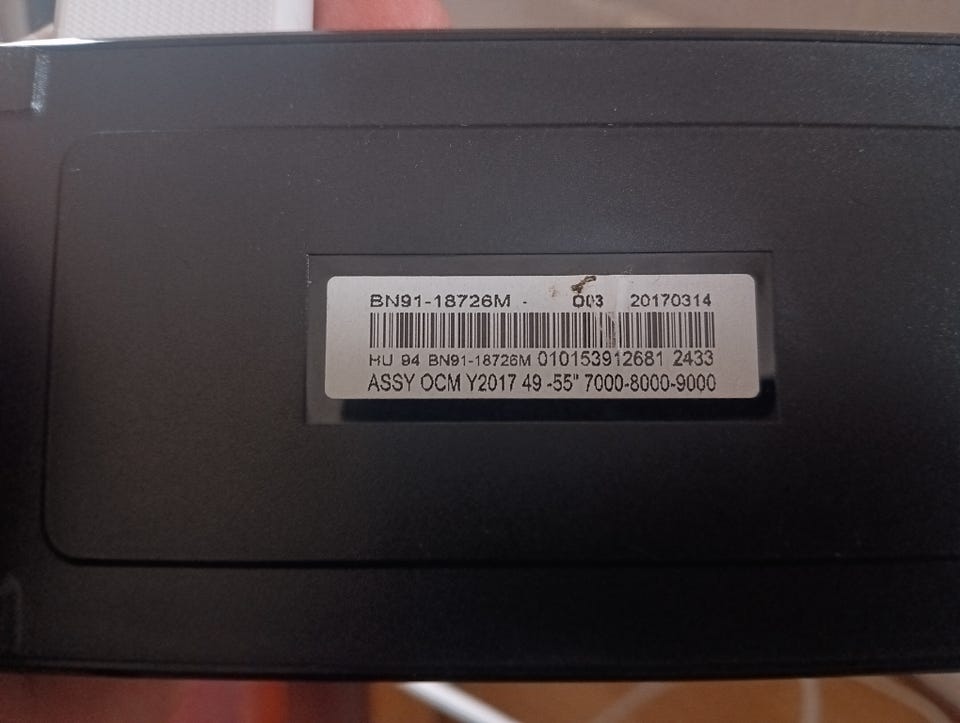 BN91-18726M - 003 20170314
HU 94 BN91-18726M 010153912681 2433
ASSY OCM Y2017 49 -55" 7000-8000-9000